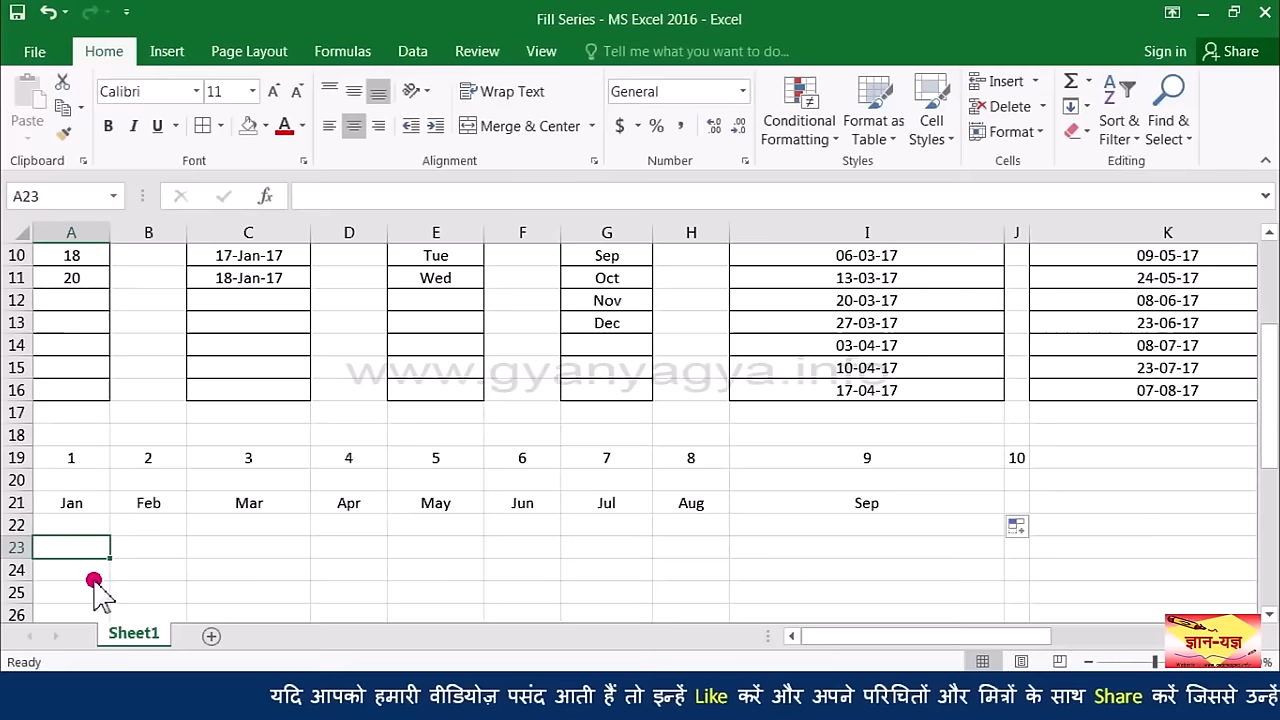 Fill Series - MS Excel 2016 - Excel
File Home Insert Page Layout Formulas Data Review View Tell me what you want to do... Sign in Share
Calibri 11 Wrap Text General Insert
Paste Conditional Format as Cell Delete Sort & Find &
B I U Merge & Center $ % , Formatting Table Styles Format Filter Select
Clipboard Font Alignment Number Styles Cells Editing
A23 fx
A B C D E F G H I J K
10 18 17-Jan-17 Tue Sep 06-03-17 09-05-17
11 20 18-Jan-17 Wed Oct 13-03-17 24-05-17
12 Nov 20-03-17 08-06-17
13 Dec 27-03-17 23-06-17
14 03-04-17 08-07-17
15 10-04-17 23-07-17
www.gyanyagya.info
16 17-04-17 07-08-17
17
18
19 1 2 3 4 5 6 7 8 9 10
20
21 Jan Feb Mar Apr May Jun Jul Aug Sep
22
23
24
25
26
Sheet1
ज्ञान-यज्ञ
Ready %
यदि आपको हमारी वीडियोज़ पसंद आती हैं तो इन्हें Like करें और अपने परिचितों और मित्रों के साथ Share करें जिससे उन्हें